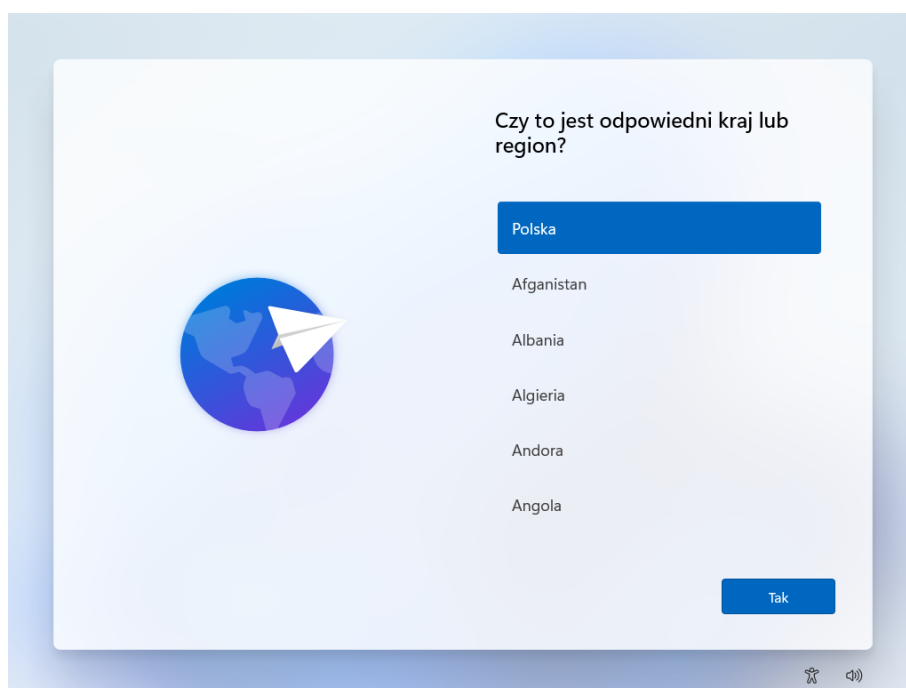 Czy to jest odpowiedni kraj lub
region?
Polska
Afganistan
Albania
Algieria
Andora
Angola
Tak